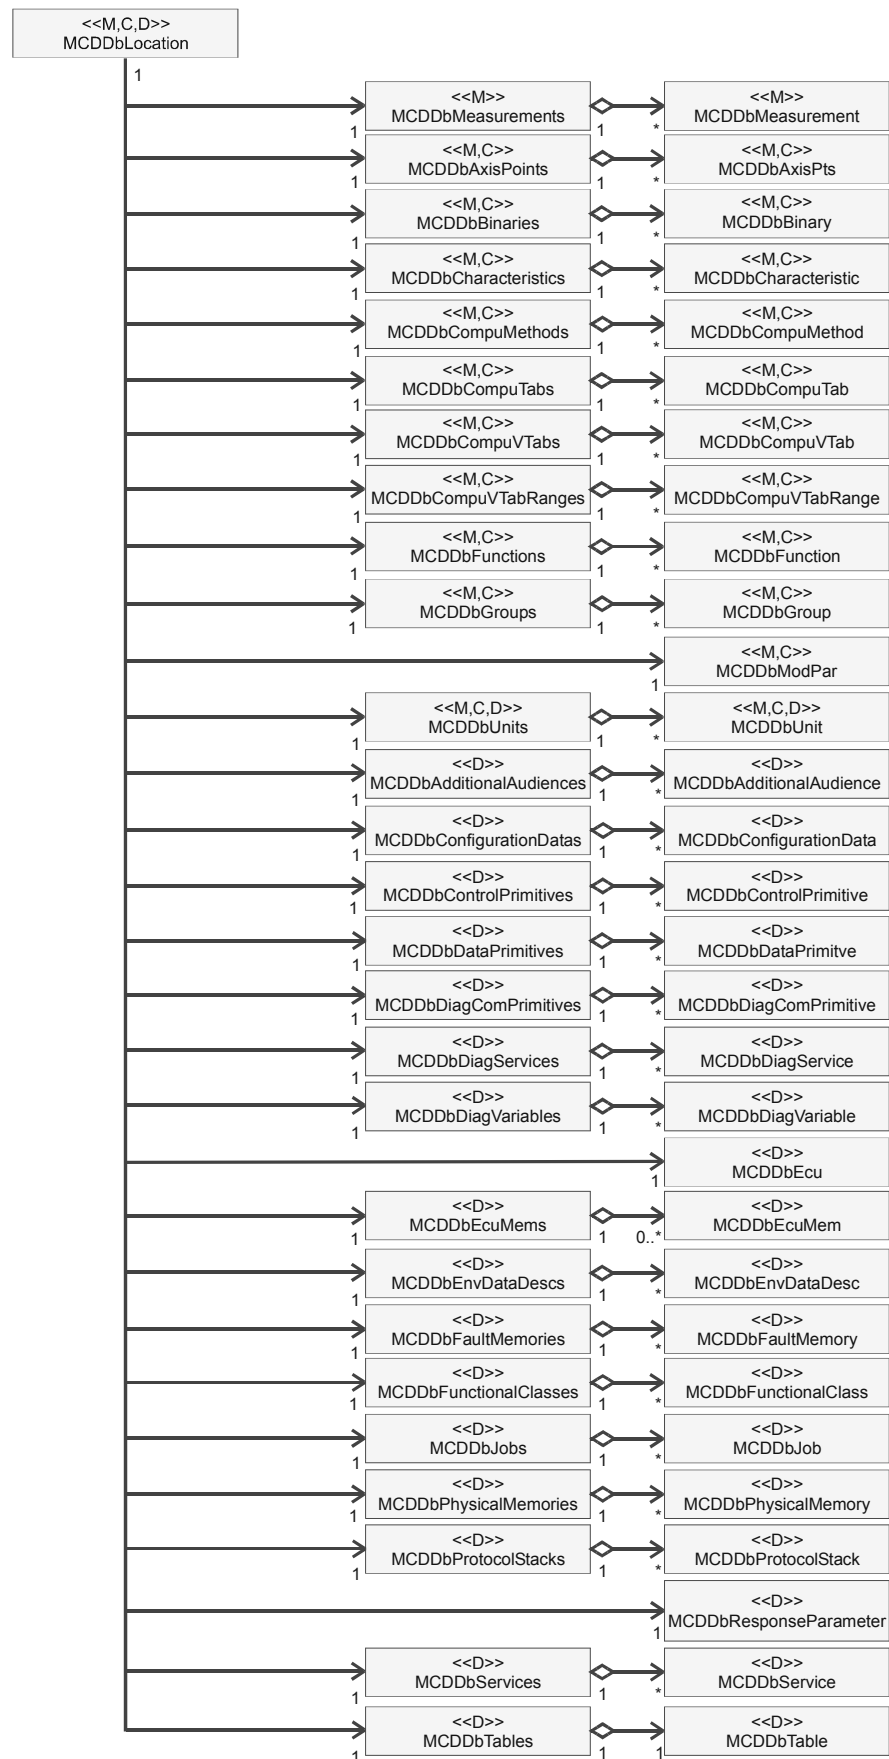 <<M,C,D>>
MCDDbLocation
1
<<M>>
MCDDbMeasurements
<<M>>
MCDDbMeasurement
1 1 *
<<M,C>>
MCDDbAxisPoints
<<M,C>>
MCDDbAxisPts
1 1 *
<<M,C>>
MCDDbBinaries
<<M,C>>
MCDDbBinary
1 1 *
<<M,C>>
MCDDbCharacteristics
<<M,C>>
MCDDbCharacteristic
1 1 *
<<M,C>>
MCDDbCompuMethods
<<M,C>>
MCDDbCompuMethod
1 1 *
<<M,C>>
MCDDbCompuTabs
<<M,C>>
MCDDbCompuTab
1 1 *
<<M,C>>
MCDDbCompuVTabs
<<M,C>>
MCDDbCompuVTab
1 1 *
<<M,C>>
MCDDbCompuVTabRanges
<<M,C>>
MCDDbCompuVTabRange
1 1 *
<<M,C>>
MCDDbFunctions
<<M,C>>
MCDDbFunction
1 1 *
<<M,C>>
MCDDbGroups
<<M,C>>
MCDDbGroup
1 1 *
<<M,C>>
MCDDbModPar
1
<<M,C,D>>
MCDDbUnits
<<M,C,D>>
MCDDbUnit
1 1 *
<<D>>
MCDDbAdditionalAudiences
<<D>>
MCDDbAdditionalAudience
1 1 *
<<D>>
MCDDbConfigurationDatas
<<D>>
MCDDbConfigurationData
1 1 *
<<D>>
MCDDbControlPrimitives
<<D>>
MCDDbControlPrimitive
1 1 *
<<D>>
MCDDbDataPrimitives
<<D>>
MCDDbDataPrimitve
1 1 *
<<D>>
MCDDbDiagComPrimitives
<<D>>
MCDDbDiagComPrimitive
1 1 *
<<D>>
MCDDbDiagServices
<<D>>
MCDDbDiagService
1 1 *
<<D>>
MCDDbDiagVariables
<<D>>
MCDDbDiagVariable
1 1 *
<<D>>
MCDDbEcu
1
<<D>>
MCDDbEcuMems
<<D>>
MCDDbEcuMem
1 1 0..*
<<D>>
MCDDbEnvDataDescs
<<D>>
MCDDbEnvDataDesc
1 1 *
<<D>>
MCDDbFaultMemories
<<D>>
MCDDbFaultMemory
1 1 *
<<D>>
MCDDbFunctionalClasses
<<D>>
MCDDbFunctionalClass
1 1 *
<<D>>
MCDDbJobs
<<D>>
MCDDbJob
1 1 *
<<D>>
MCDDbPhysicalMemories
<<D>>
MCDDbPhysicalMemory
1 1 *
<<D>>
MCDDbProtocolStacks
<<D>>
MCDDbProtocolStack
1 1 *
<<D>>
MCDDbResponseParameter
1
<<D>>
MCDDbServices
<<D>>
MCDDbService
1 1 *
<<D>>
MCDDbTables
<<D>>
MCDDbTable
1 1 1